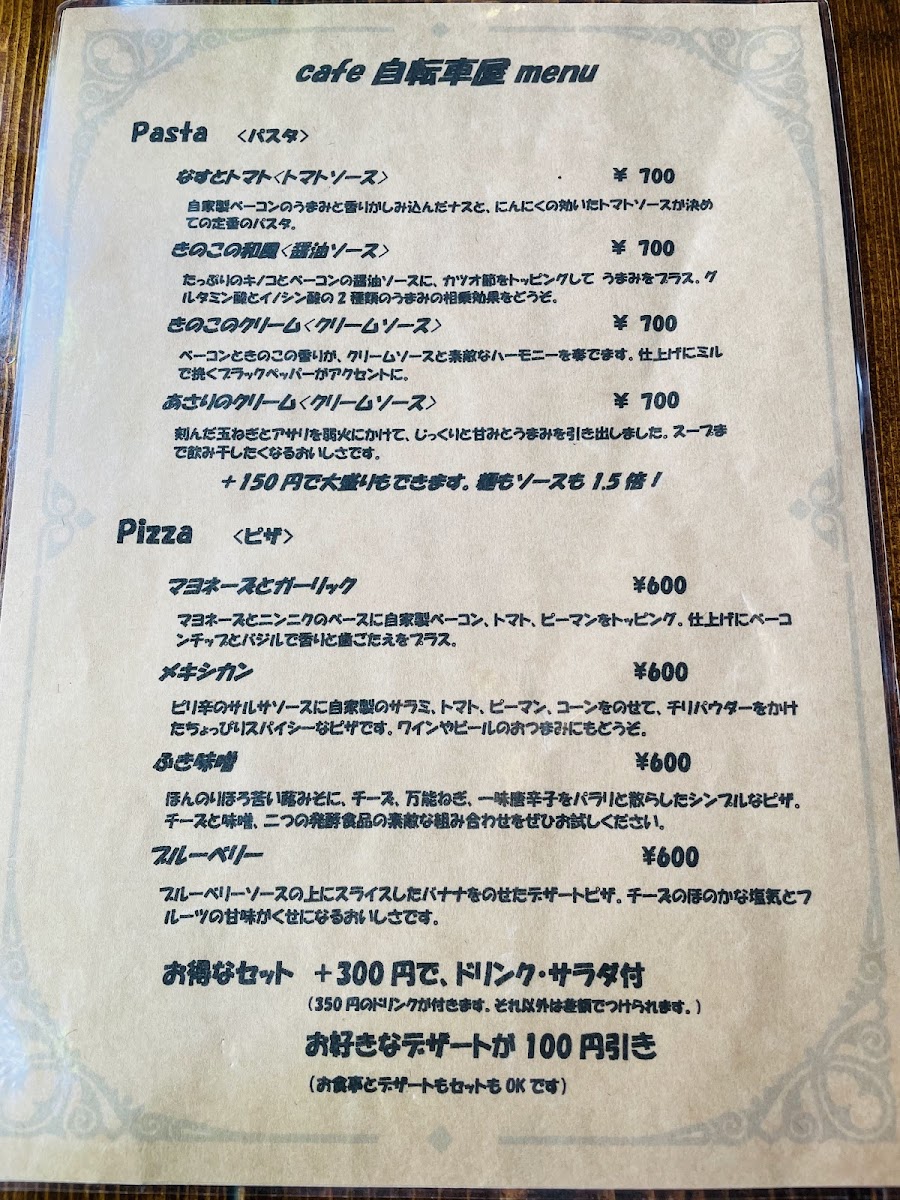 cafe 自転車屋 menu
Pasta 〈パスタ〉
なすとトマト〈トマトソース〉 ¥ 700
自家製ベーコンのうまみと香りがしみ込んだナスと、にんにくの効いたトマトソースが決め
ての定番のパスタ。
きのこの和風〈醤油ソース〉 ¥ 700
たっぷりのキノコとベーコンの醤油ソースに、カツオ節をトッピングして うまみをプラス。グ
ルタミン酸とイノシン酸の2種類のうまみの相乗効果をどうぞ。
きのこのクリーム〈クリームソース〉 ¥ 700
ベーコンときのこの香りが、クリームソースと素敵なハーモニーを奏でます。仕上げにミル
で挽くブラックペッパーがアクセントに。
あさりのクリーム〈クリームソース〉 ¥ 700
刻んだ玉ねぎとアサリを弱火にかけて、じっくりと甘みとうまみを引き出しました。スープま
で飲み干したくなるおいしさです。
+150円で大盛りもできます。麺もソースも1.5倍！
Pizza 〈ピザ〉
マヨネーズとガーリック ¥600
マヨネーズとニンニクのベースに自家製ベーコン、トマト、ピーマンをトッピング。仕上げにベーコ
ンチップとバジルで香りと歯ごたえをプラス。
メキシカン ¥600
ピリ辛のサルサソースに自家製のサラミ、トマト、ピーマン、コーンをのせて、チリパウダーをかけ
たちょっぴりスパイシーなピザです。ワインやビールのおつまみにもどうぞ。
ふき味噌 ¥600
ほんのりほろ苦い蕗みそに、チーズ、万能ねぎ、一味唐辛子をパラリと散らしたシンプルなピザ。
チーズと味噌、二つの発酵食品の素敵な組み合わせをぜひお試しください。
ブルーベリー ¥600
ブルーベリーソースの上にスライスしたバナナをのせたデザートピザ。チーズのほのかな塩気とフ
ルーツの甘味がくせになるおいしさです。
お得なセット +300円で、ドリンク・サラダ付
（350円のドリンクが付きます。それ以外は差額でつけられます。）
お好きなデザートが100円引き
（お食事とデザートもセットもOKです）